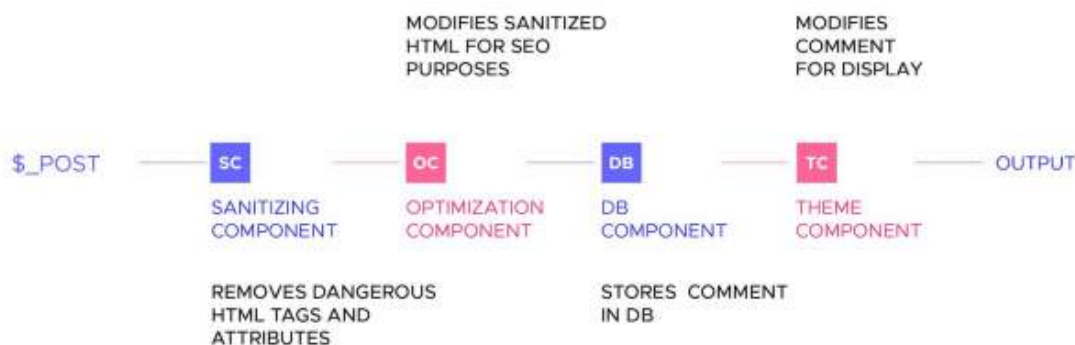 MODIFIES SANITIZED
HTML FOR SEO
PURPOSES
MODIFIES
COMMENT
FOR DISPLAY
$_POST
SC
OC
DB
TC
OUTPUT
SANITIZING
COMPONENT
OPTIMIZATION
COMPONENT
DB
COMPONENT
THEME
COMPONENT
REMOVES DANGEROUS
HTML TAGS AND
ATTRIBUTES
STORES COMMENT
IN DB